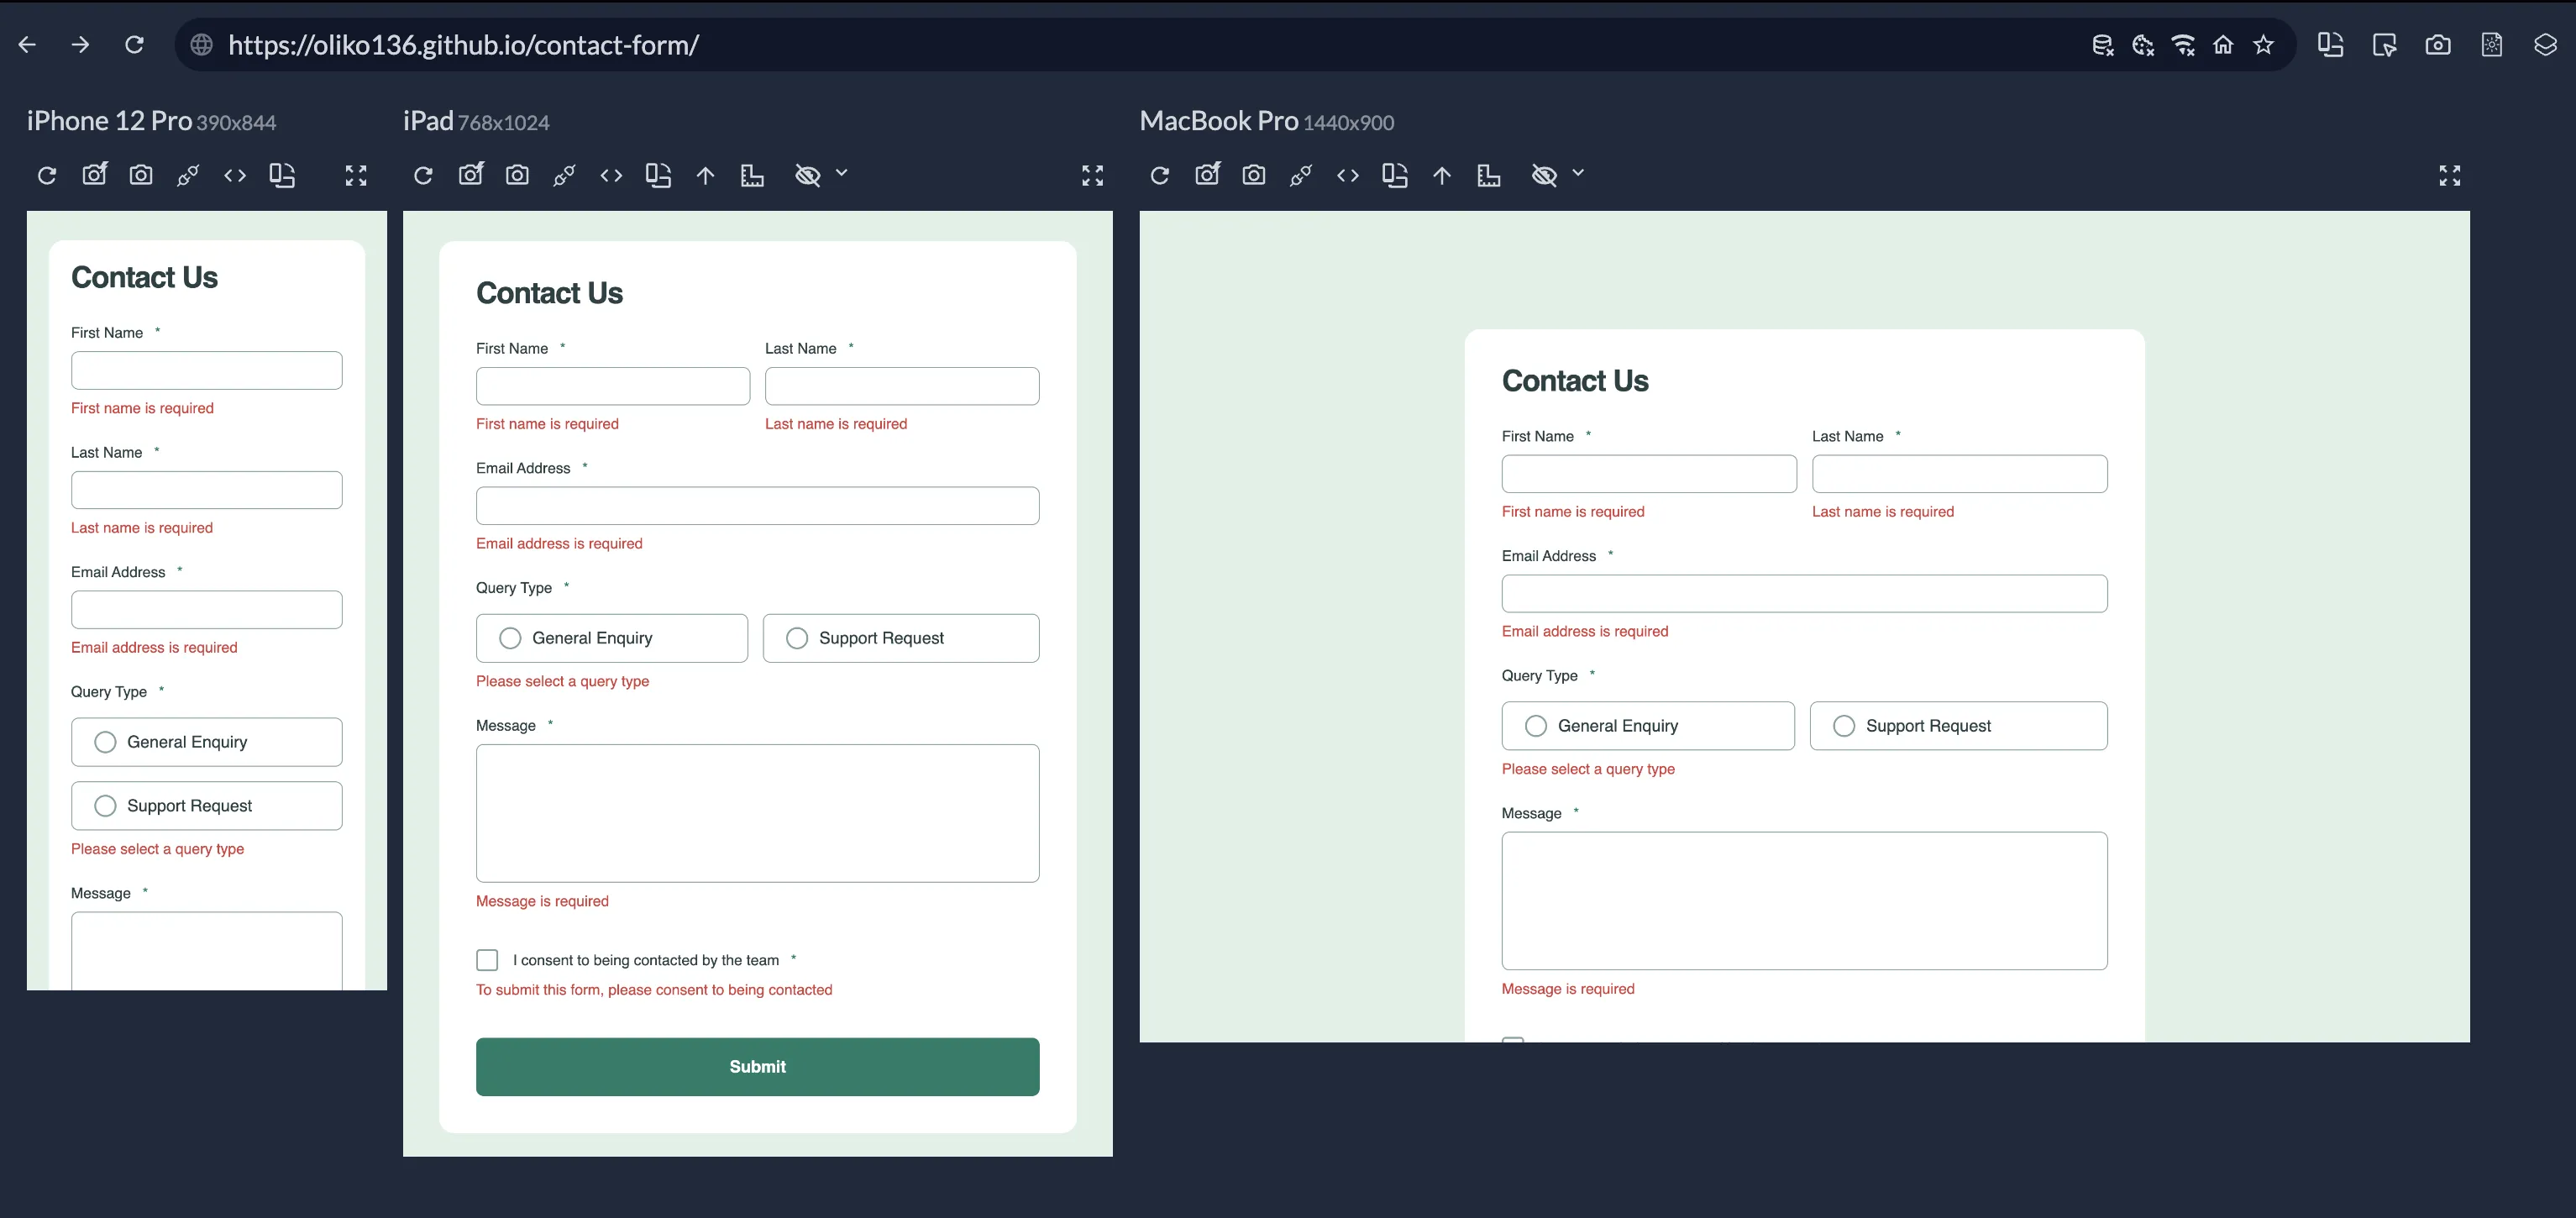 https://oliko136.github.io/contact-form/
iPhone 12 Pro 390x844
Contact Us
First Name *
First name is required
Last Name *
Last name is required
Email Address *
Email address is required
Query Type *
General Enquiry
Support Request
Please select a query type
Message *
iPad 768x1024
Contact Us
First Name * Last Name *
First name is required Last name is required
Email Address *
Email address is required
Query Type *
General Enquiry Support Request
Please select a query type
Message *
Message is required
I consent to being contacted by the team *
To submit this form, please consent to being contacted
Submit
MacBook Pro 1440x900
Contact Us
First Name * Last Name *
First name is required Last name is required
Email Address *
Email address is required
Query Type *
General Enquiry Support Request
Please select a query type
Message *
Message is required